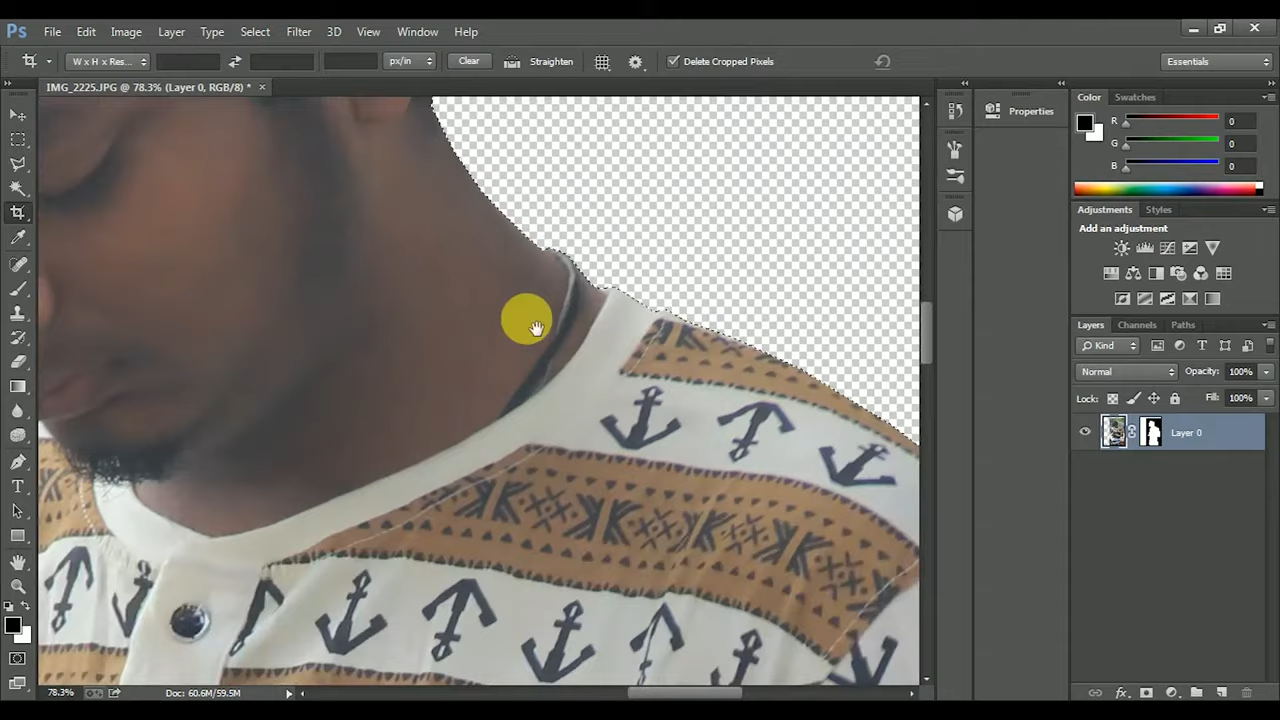 Ps File Edit Image Layer Type Select Filter 3D View Window Help
W x H x Res... px/in Clear Straighten Delete Cropped Pixels Essentials
IMG_2225.JPG @ 78.3% (Layer 0, RGB/8) *
Properties
Color Swatches
R 0
G 0
B 0
Adjustments Styles
Add an adjustment
Layers Channels Paths
Kind
Normal Opacity: 100%
Lock: Fill: 100%
Layer 0
78.3% Doc: 60.6M/59.5M